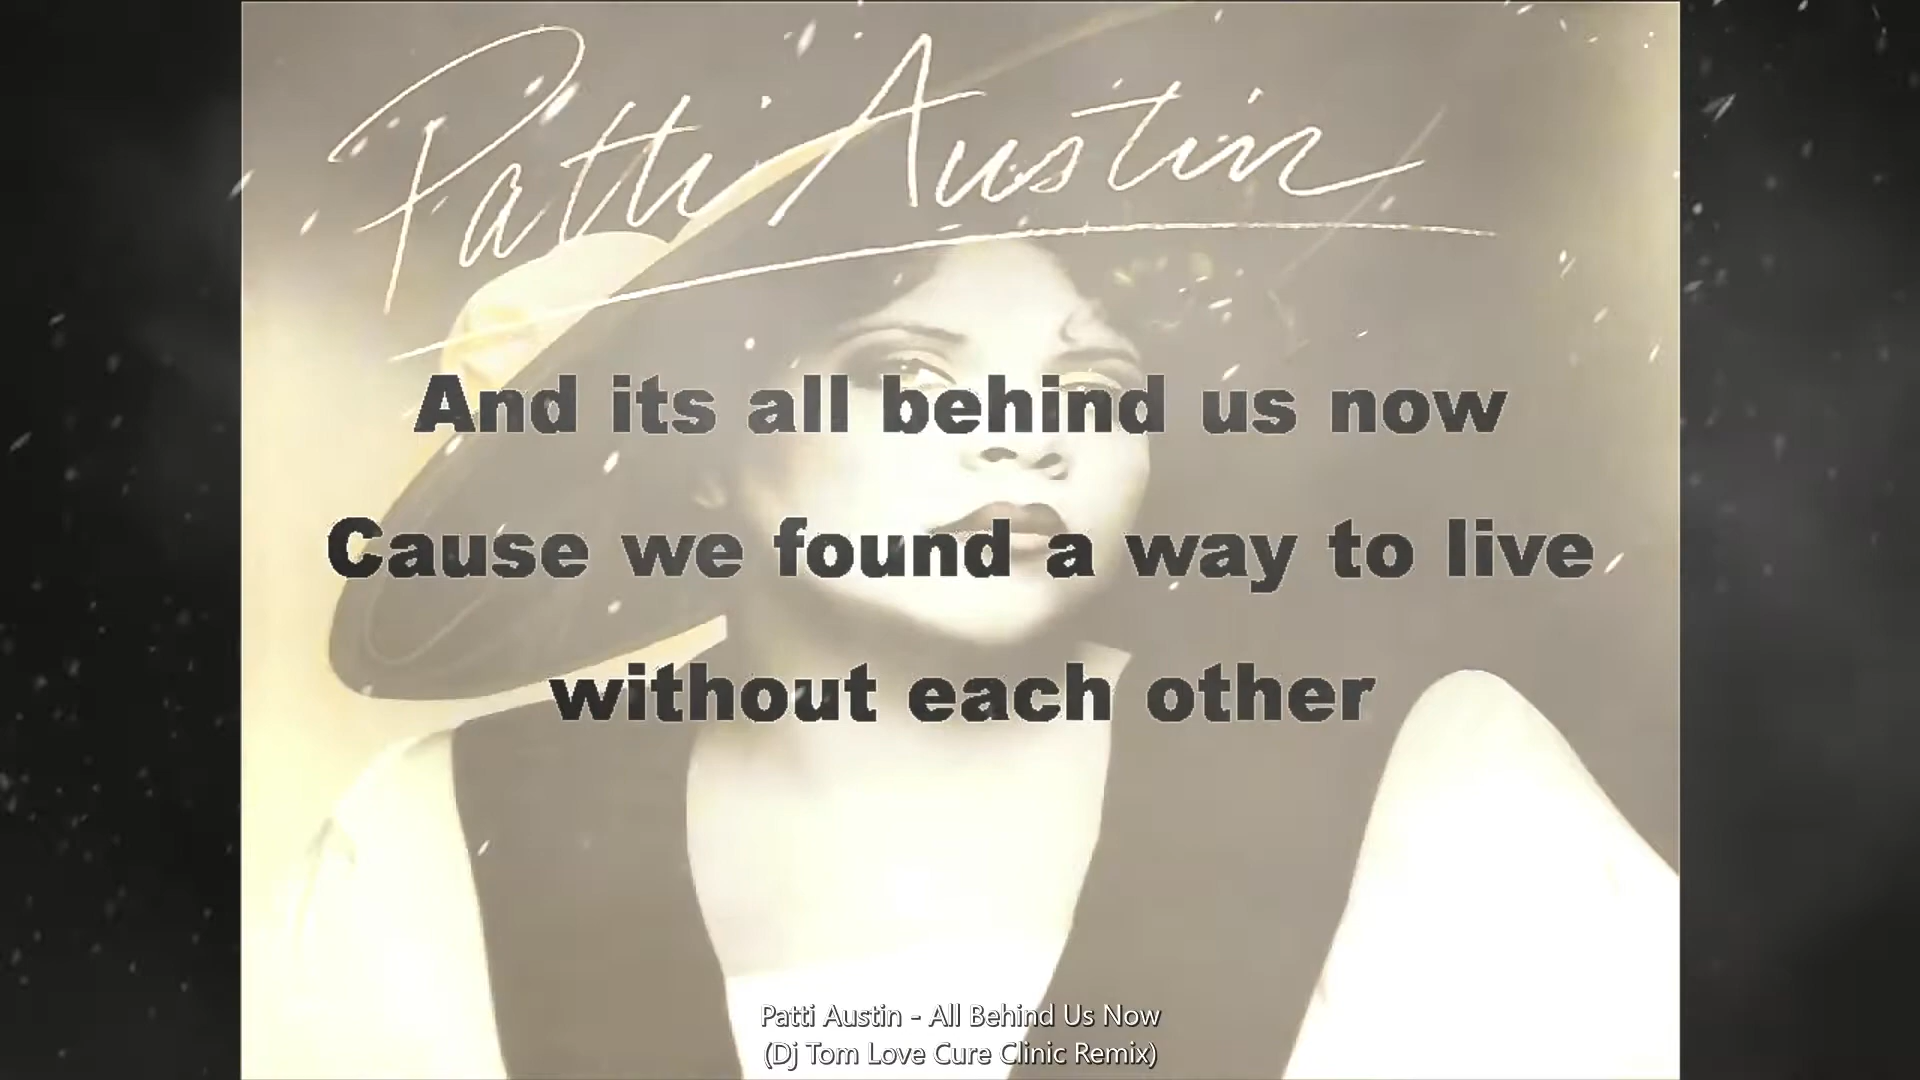 Patti Austin
And its all behind us now
Cause we found a way to live
without each other
Patti Austin - All Behind Us Now
(Dj Tom Love Cure Clinic Remix)